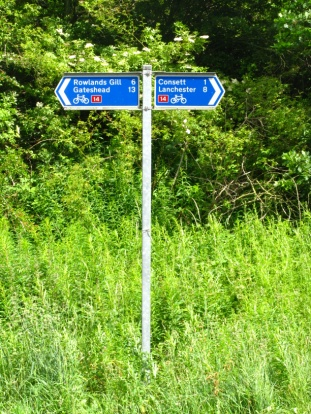 Rowlands Gill 6
Gateshead 13
14
Consett 1
Lanchester 8
14